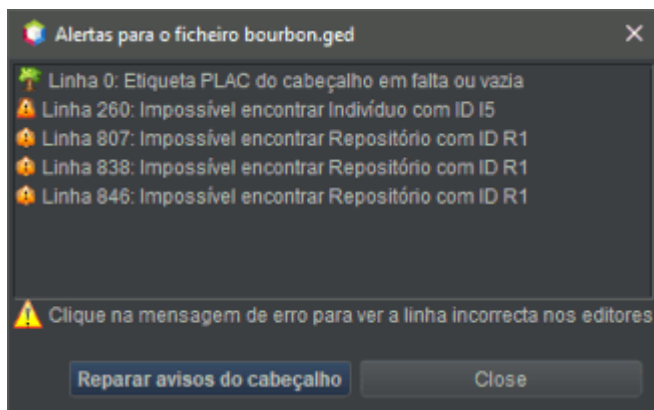 Alertas para o ficheiro bourbon.ged
Linha 0: Etiqueta PLAC do cabeçalho em falta ou vazia
Linha 260: Impossível encontrar Indivíduo com ID I5
Linha 807: Impossível encontrar Repositório com ID R1
Linha 838: Impossível encontrar Repositório com ID R1
Linha 846: Impossível encontrar Repositório com ID R1
Clique na mensagem de erro para ver a linha incorrecta nos editores
Reparar avisos do cabeçalho
Close